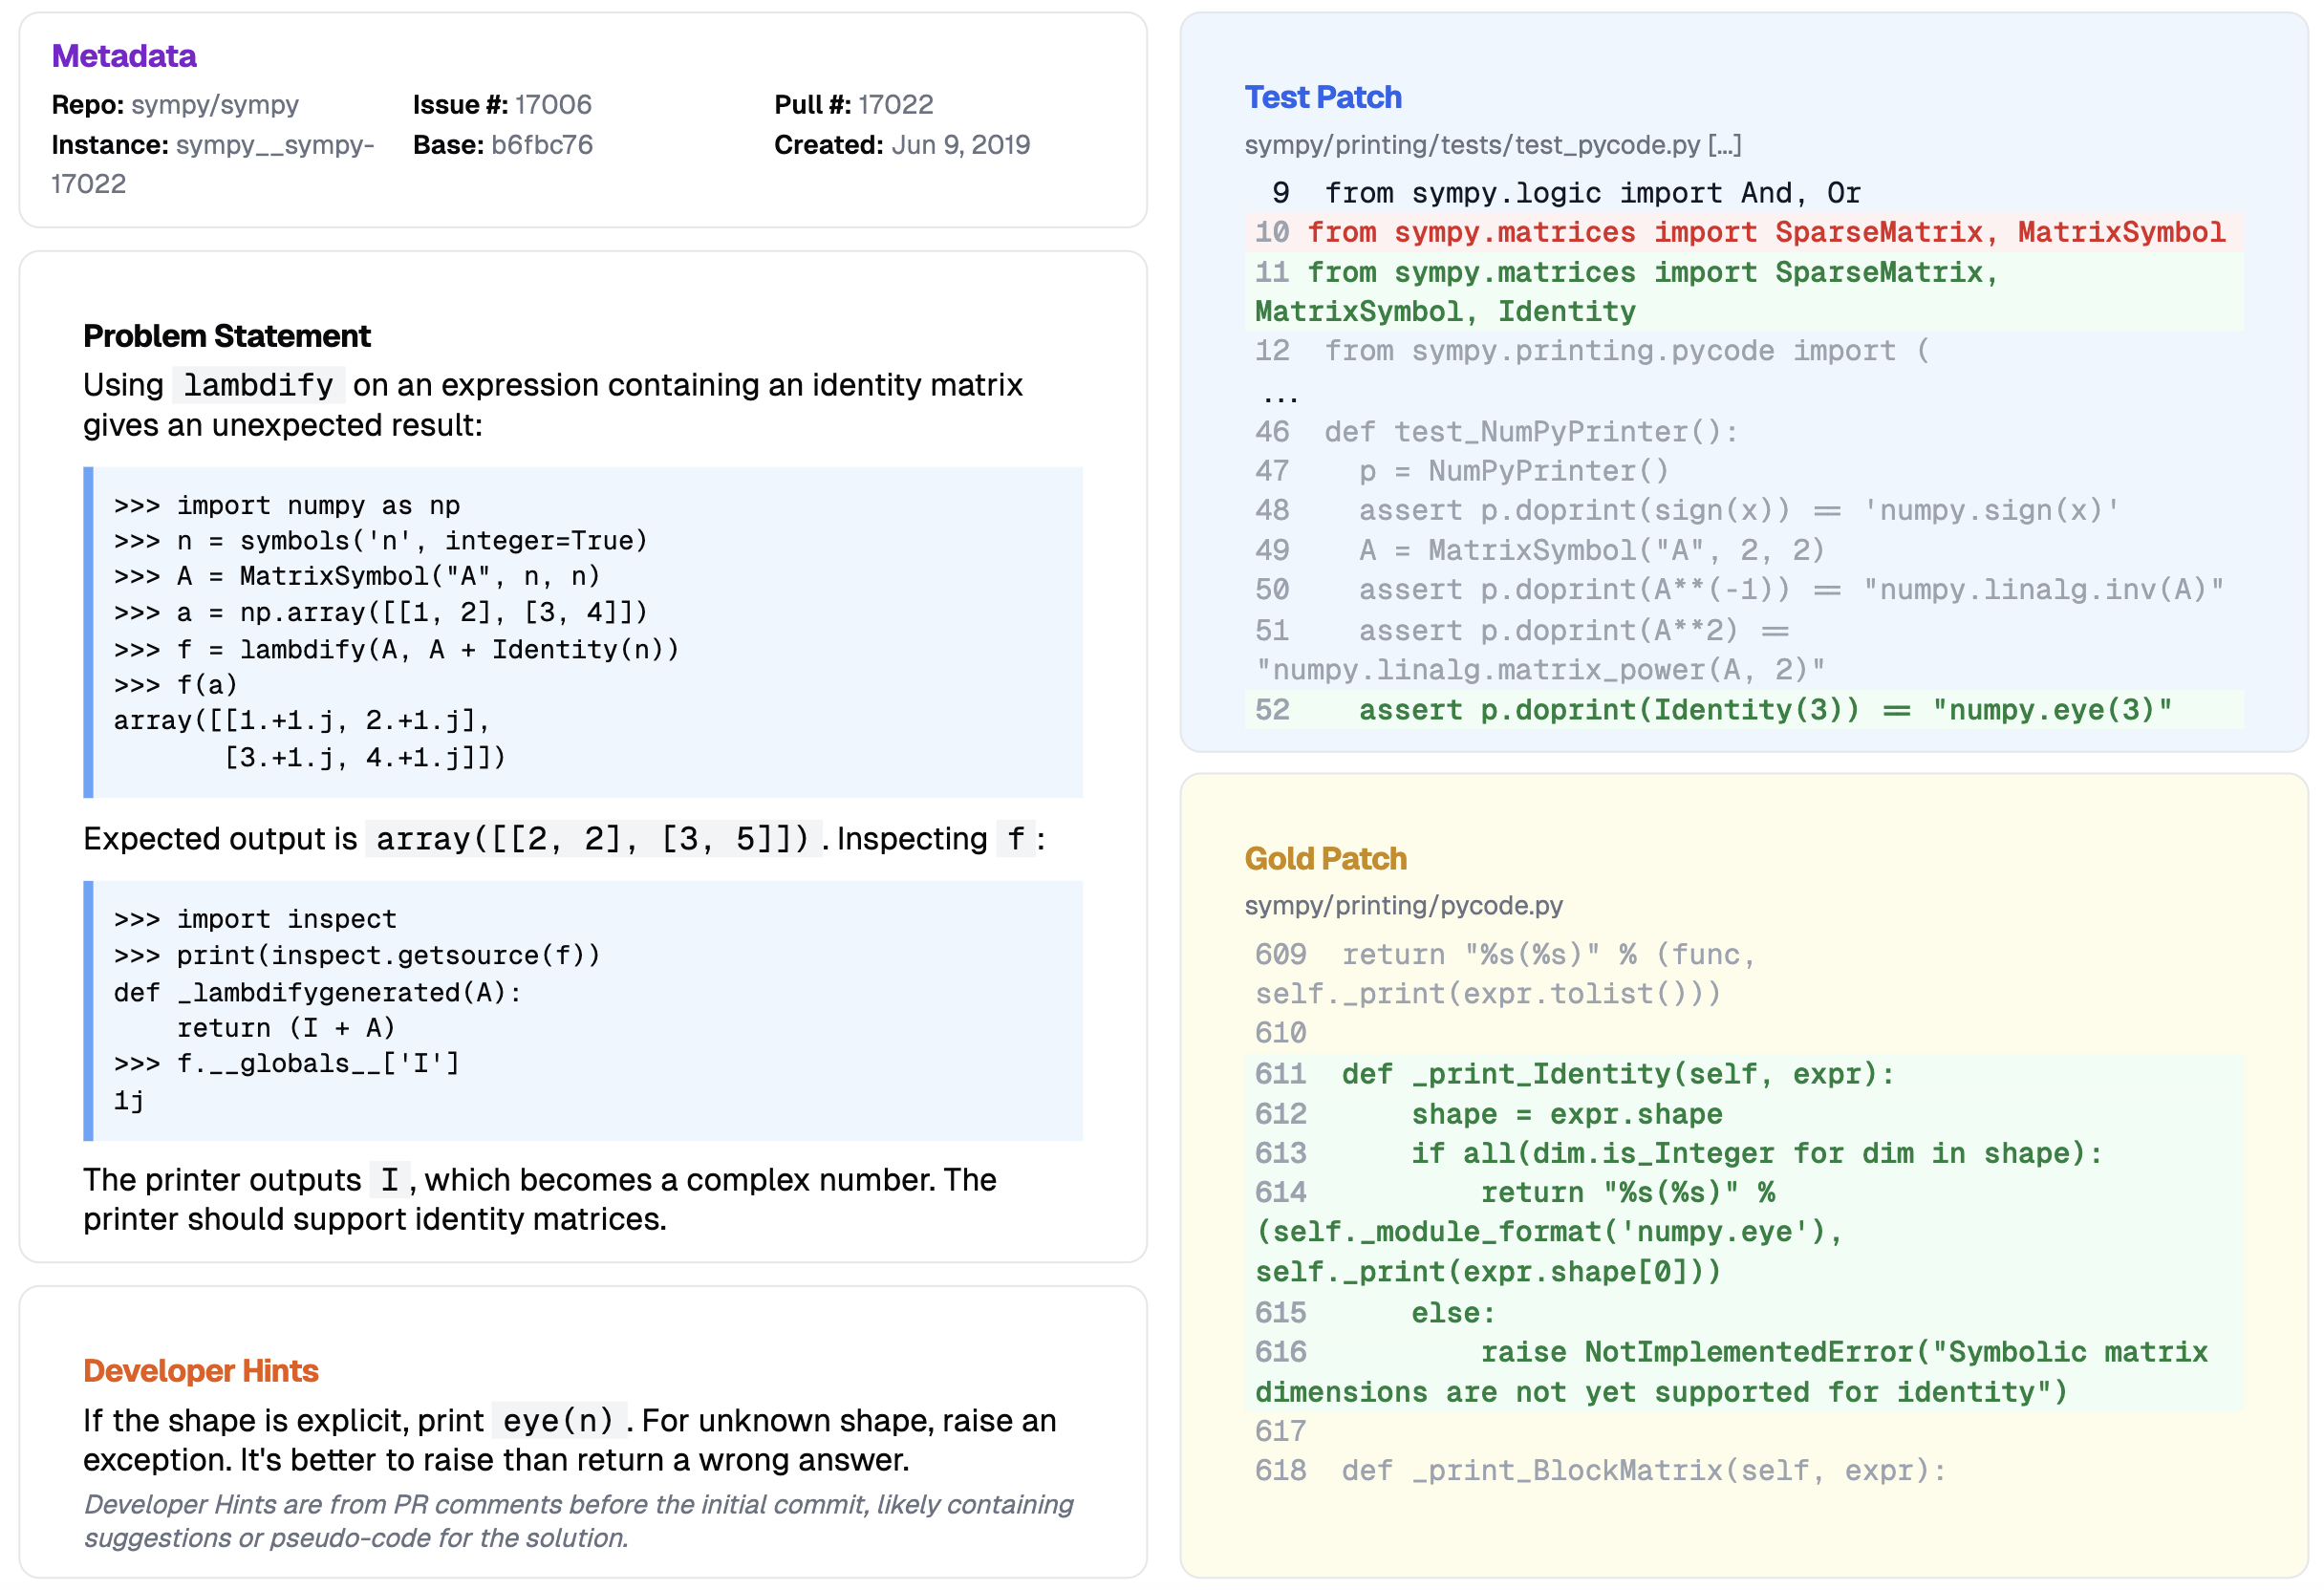 Metadata
Repo: sympy/sympy Issue #: 17006 Pull #: 17022
Instance: sympy__sympy- Base: b6fbc76 Created: Jun 9, 2019
17022
Problem Statement
Using lambdify on an expression containing an identity matrix
gives an unexpected result:
>>> import numpy as np
>>> n = symbols('n', integer=True)
>>> A = MatrixSymbol("A", n, n)
>>> a = np.array([[1, 2], [3, 4]])
>>> f = lambdify(A, A + Identity(n))
>>> f(a)
array([[1.+1.j, 2.+1.j],
       [3.+1.j, 4.+1.j]])
Expected output is array([[2, 2], [3, 5]]). Inspecting f:
>>> import inspect
>>> print(inspect.getsource(f))
def _lambdifygenerated(A):
    return (I + A)
>>> f.__globals__['I']
1j
The printer outputs I, which becomes a complex number. The
printer should support identity matrices.
Developer Hints
If the shape is explicit, print eye(n). For unknown shape, raise an
exception. It's better to raise than return a wrong answer.
Developer Hints are from PR comments before the initial commit, likely containing
suggestions or pseudo-code for the solution.
Test Patch
sympy/printing/tests/test_pycode.py [...]
9 from sympy.logic import And, Or
10 from sympy.matrices import SparseMatrix, MatrixSymbol
11 from sympy.matrices import SparseMatrix,
MatrixSymbol, Identity
12 from sympy.printing.pycode import (
...
46 def test_NumPyPrinter():
47   p = NumPyPrinter()
48   assert p.doprint(sign(x)) == 'numpy.sign(x)'
49   A = MatrixSymbol("A", 2, 2)
50   assert p.doprint(A**(-1)) == "numpy.linalg.inv(A)"
51   assert p.doprint(A**2) ==
"numpy.linalg.matrix_power(A, 2)"
52   assert p.doprint(Identity(3)) == "numpy.eye(3)"
Gold Patch
sympy/printing/pycode.py
609  return "%s(%s)" % (func,
self._print(expr.tolist()))
610
611  def _print_Identity(self, expr):
612      shape = expr.shape
613      if all(dim.is_Integer for dim in shape):
614          return "%s(%s)" %
(self._module_format('numpy.eye'),
self._print(expr.shape[0]))
615      else:
616          raise NotImplementedError("Symbolic matrix
dimensions are not yet supported for identity")
617
618  def _print_BlockMatrix(self, expr):